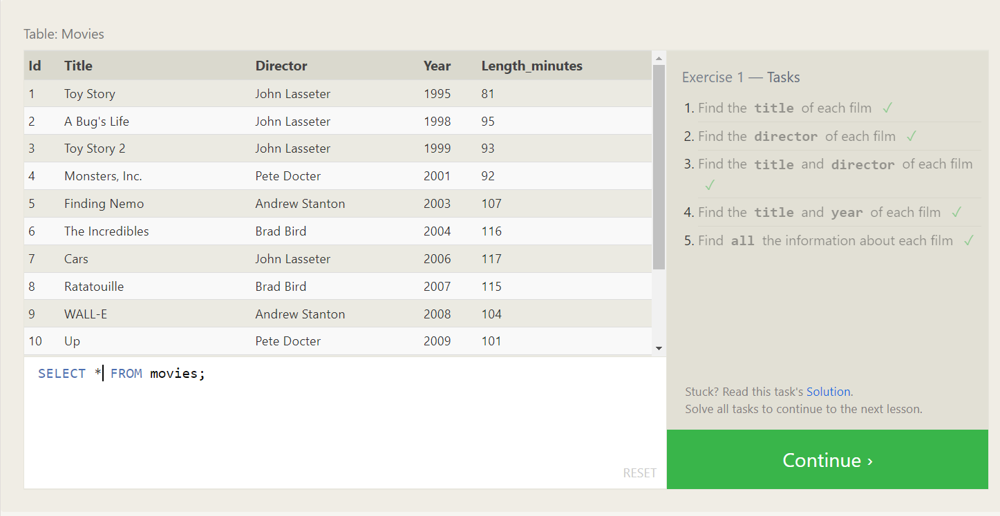 Table: Movies
Id Title Director Year Length_minutes
1 Toy Story John Lasseter 1995 81
2 A Bug's Life John Lasseter 1998 95
3 Toy Story 2 John Lasseter 1999 93
4 Monsters, Inc. Pete Docter 2001 92
5 Finding Nemo Andrew Stanton 2003 107
6 The Incredibles Brad Bird 2004 116
7 Cars John Lasseter 2006 117
8 Ratatouille Brad Bird 2007 115
9 WALL-E Andrew Stanton 2008 104
10 Up Pete Docter 2009 101
SELECT * FROM movies;
RESET
Exercise 1 — Tasks
1. Find the title of each film ✓
2. Find the director of each film ✓
3. Find the title and director of each film
✓
4. Find the title and year of each film ✓
5. Find all the information about each film ✓
Stuck? Read this task's Solution.
Solve all tasks to continue to the next lesson.
Continue ›